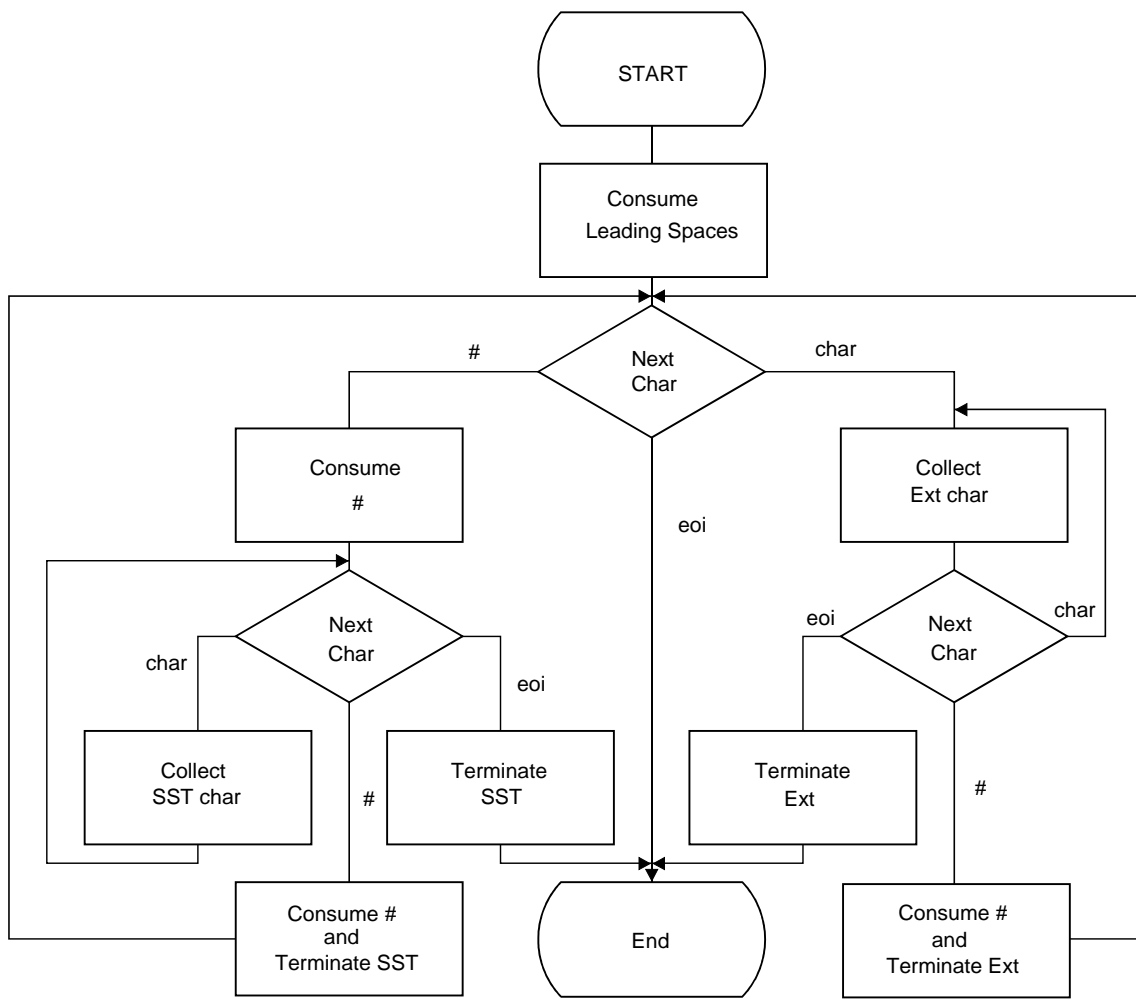 START
Consume
Leading Spaces
#
Next
Char
char
Consume
#
Collect
Ext char
eoi
Next
Char
char
eoi
eoi
Next
Char
char
Collect
SST char
#
Terminate
SST
Terminate
Ext
#
Consume #
and
Terminate SST
End
Consume #
and
Terminate Ext